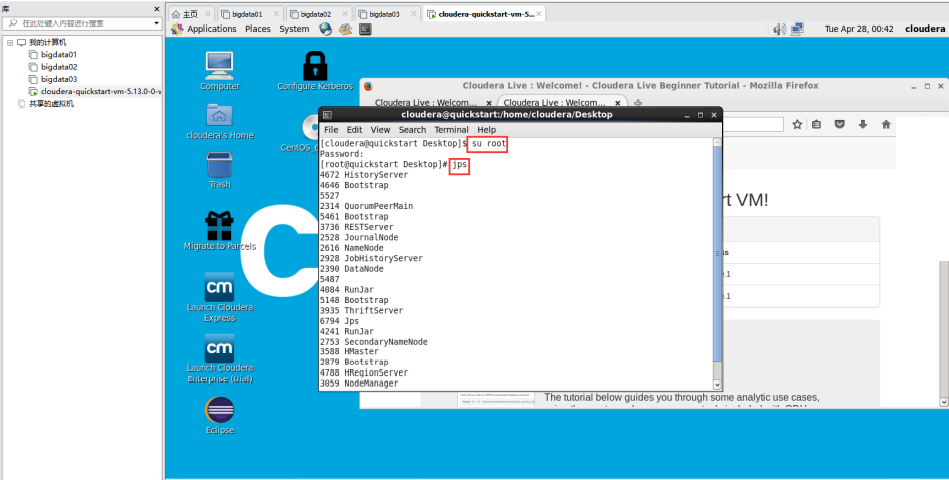 库
在此处键入内容进行搜索
我的计算机
bigdata01
bigdata02
bigdata03
cloudera-quickstart-vm-5.13.0-0-v
共享的虚拟机
主页
bigdata01
bigdata02
bigdata03
cloudera-quickstart-vm-5...
Applications Places System
Tue Apr 28, 00:42 cloudera
Computer
Configure Kerberos
cloudera's Home
CentOS_6
Trash
Migrate to Parcels
Launch Cloudera
Express
Launch Cloudera
Enterprise (trial)
Eclipse
cm
cm
Cloudera Live : Welcome! - Cloudera Live Beginner Tutorial - Mozilla Firefox
Cloudera Live : Welcom...
Cloudera Live : Welcom...
cloudera@quickstart:/home/cloudera/Desktop
File Edit View Search Terminal Help
[cloudera@quickstart Desktop]$ su root
Password:
[root@quickstart Desktop]# jps
4672 HistoryServer
4646 Bootstrap
5527
2314 QuorumPeerMain
5461 Bootstrap
3736 RESTServer
2528 JournalNode
2616 NameNode
2928 JobHistoryServer
2390 DataNode
5487
4084 RunJar
5148 Bootstrap
3935 ThriftServer
6794 Jps
4241 RunJar
2753 SecondaryNameNode
3588 HMaster
2879 Bootstrap
4788 HRegionServer
3059 NodeManager
rt VM!
ss
.1
.1
The tutorial below guides you through some analytic use cases,